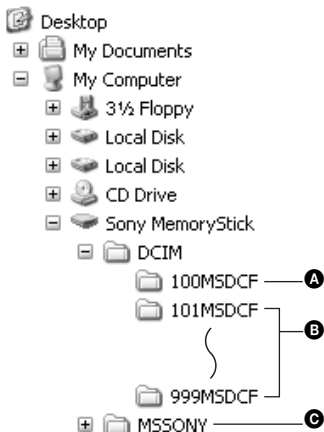 Desktop
My Documents
My Computer
3½ Floppy
Local Disk
Local Disk
CD Drive
Sony MemoryStick
DCIM
100MSDCF A
101MSDCF
B
999MSDCF
MSSONY C